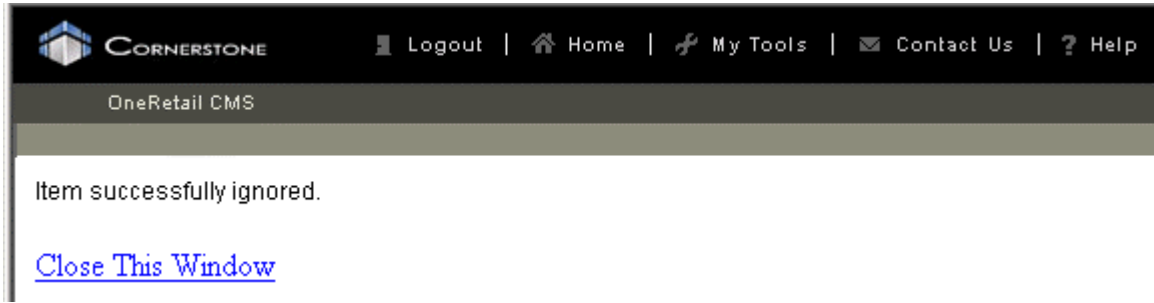 CORNERSTONE Logout | Home | My Tools | Contact Us | ? Help
OneRetail CMS
Item successfully ignored.
Close This Window